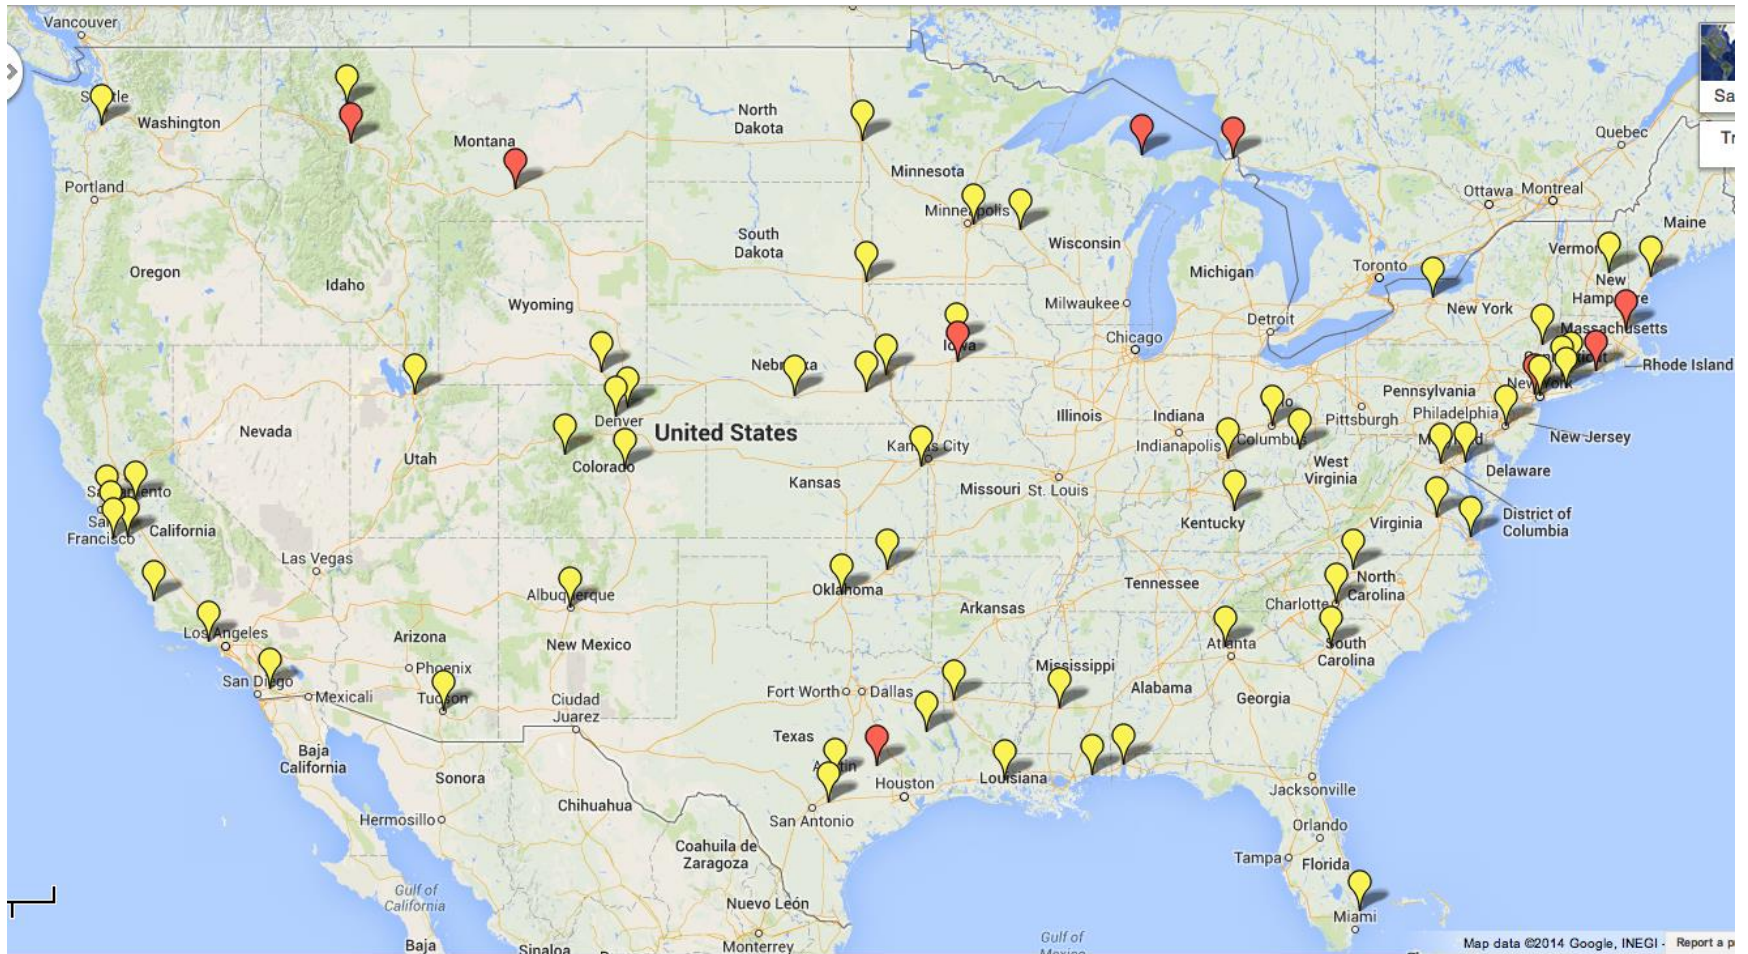 Vancouver
Washington
Montana
North
Dakota
Quebec
Sa
Tr
Portland
Minnesota
Ottawa
Montreal
Maine
South
Dakota
Wisconsin
Oregon
Idaho
Wyoming
Michigan
Toronto
New
New York
Milwaukee
Detroit
Chicago
Massachusetts
Rhode Island
Pennsylvania
Denver
United States
Illinois
Indiana
Pittsburgh
Philadelphia
Nevada
Utah
Colorado
Indianapolis
Columbus
New Jersey
Kansas
Missouri
St. Louis
West
Virginia
Delaware
San
Francisco
California
Las Vegas
Kentucky
Virginia
District of
Columbia
Albuquerque
Oklahoma
Tennessee
North
Carolina
Arkansas
Charlotte
Los Angeles
Arizona
New Mexico
Atlanta
South
Carolina
Phoenix
San Diego
Mexicali
Tucson
Ciudad
Juarez
Fort Worth
Dallas
Mississippi
Alabama
Georgia
Texas
Baja
California
Sonora
Chihuahua
Houston
Louisiana
Jacksonville
Hermosillo
San Antonio
Orlando
Tampa
Florida
Coahuila de
Zaragoza
Gulf of
California
Nuevo León
Miami
Baja
Monterrey
Gulf of
Map data ©2014 Google, INEGI -
Report a p